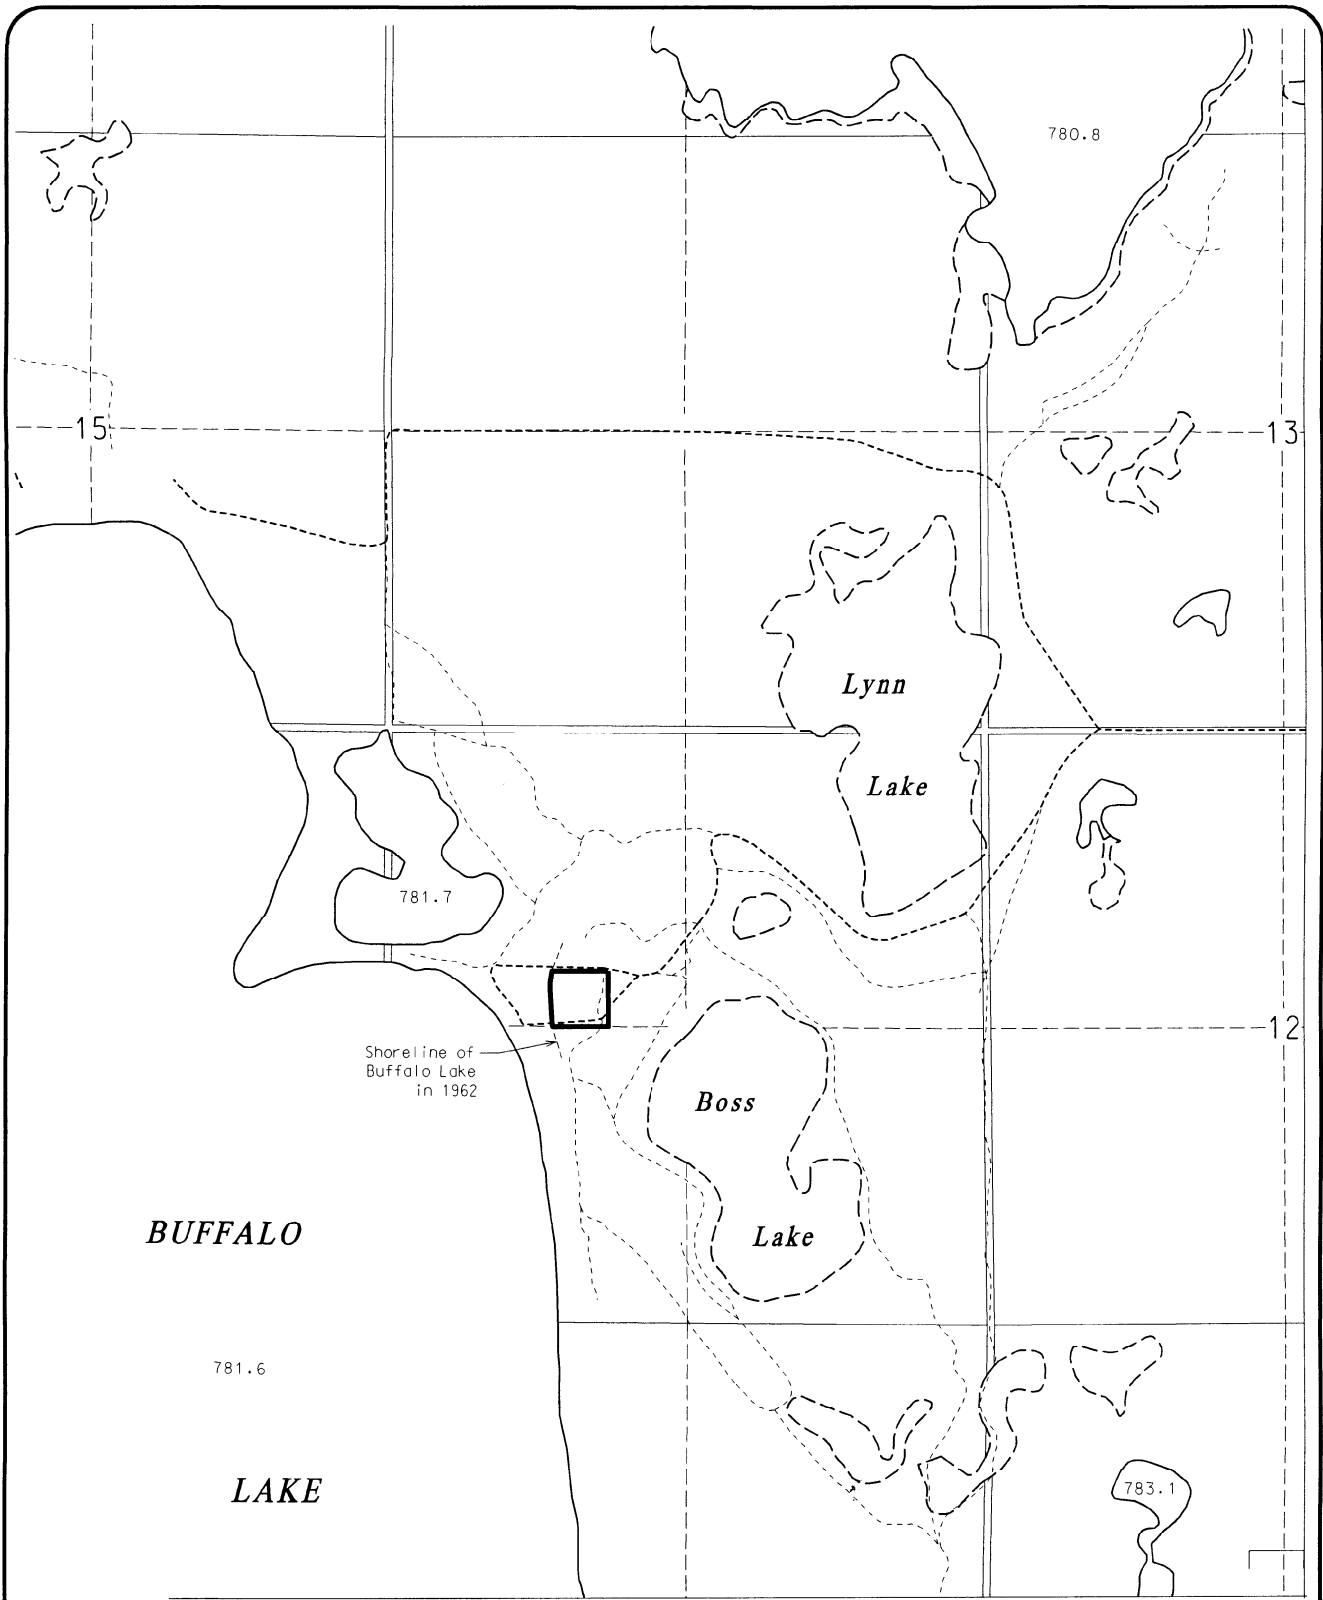 780.8
15
13
Lynn
Lake
781.7
12
Shoreline of
Buffalo Lake
in 1962
Boss
BUFFALO
Lake
781.6
LAKE
783.1